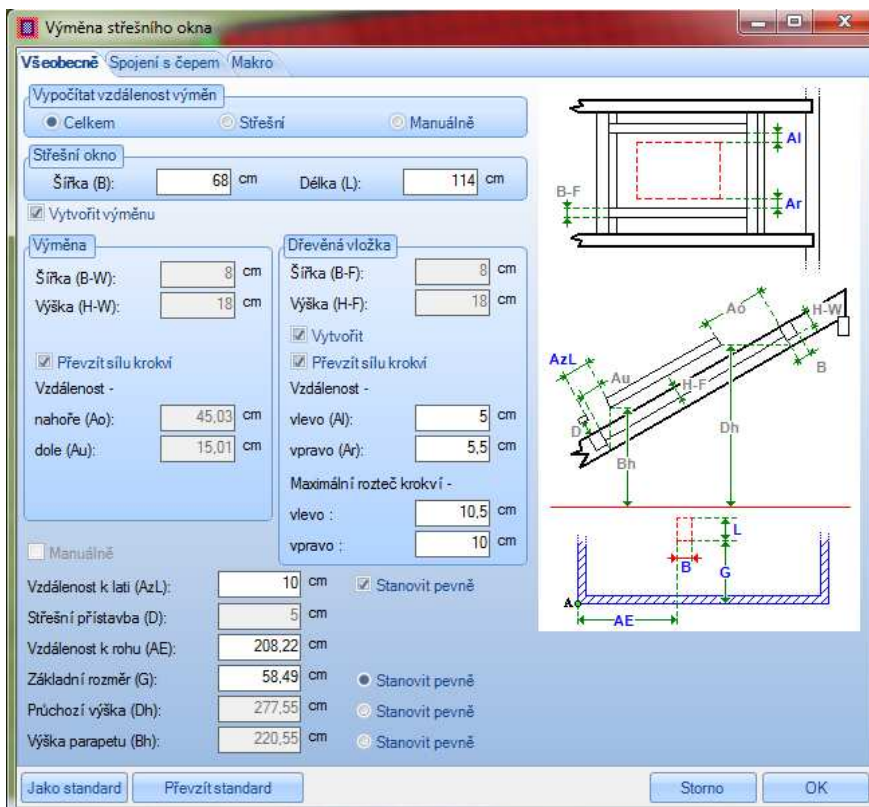 Výměna střešního okna
Všeobecně Spojení s čepem Makro
Vypočítat vzdálenost výměn
Celkem Střešní Manuálně
Střešní okno
Šířka (B): 68 cm Délka (L): 114 cm
Vytvořit výměnu
Výměna
Šířka (B-W): 8 cm
Výška (H-W): 18 cm
Převzít sílu krokví
Vzdálenost -
nahoře (Ao): 45,03 cm
dole (Au): 15,01 cm
Dřevěná vložka
Šířka (B-F): 8 cm
Výška (H-F): 18 cm
Vytvořit
Převzít sílu krokví
Vzdálenost -
vlevo (Al): 5 cm
vpravo (Ar): 5,5 cm
Maximální rozteč krokví -
vlevo : 10,5 cm
vpravo : 10 cm
Manuálně
Vzdálenost k lati (AzL): 10 cm Stanovit pevně
Střešní přístavba (D): 5 cm
Vzdálenost k rohu (AE): 208,22 cm
Základní rozměr (G): 58,49 cm Stanovit pevně
Průchozí výška (Dh): 277,55 cm Stanovit pevně
Výška parapetu (Bh): 220,55 cm Stanovit pevně
Al
B-F
Ar
Ao
H-W
AzL
Au
B
H-F
D
Dh
Bh
L
B
G
A
AE
Jako standard Převzít standard Storno OK